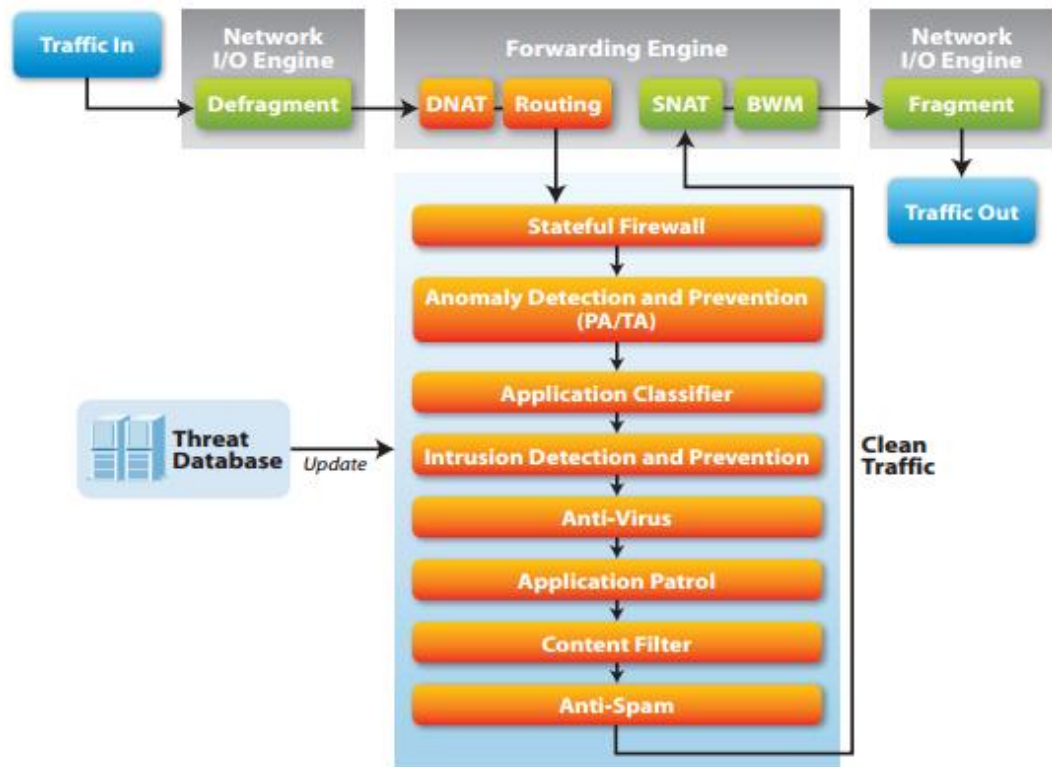 Traffic In
Network
I/O Engine
Defragment
Forwarding Engine
DNAT
Routing
SNAT
BWM
Network
I/O Engine
Fragment
Traffic Out
Stateful Firewall
Anomaly Detection and Prevention
(PA/TA)
Application Classifier
Intrusion Detection and Prevention
Anti-Virus
Application Patrol
Content Filter
Anti-Spam
Threat
Database
Update
Clean
Traffic